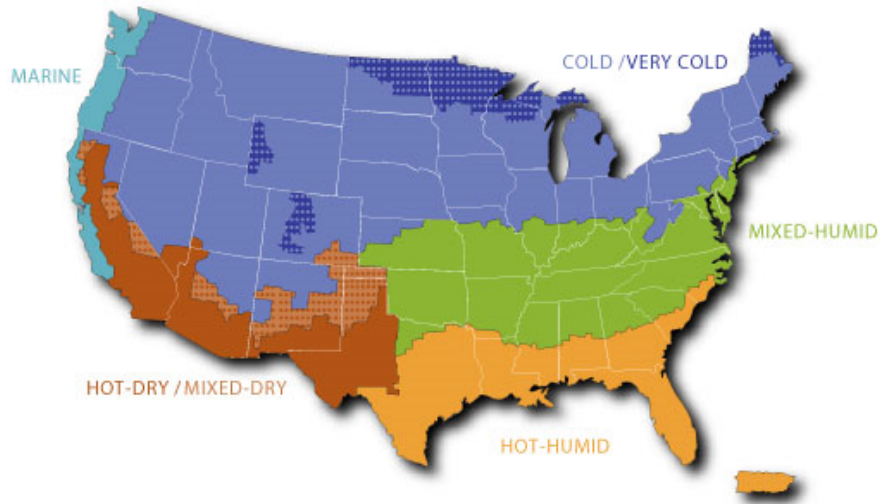 COLD /VERY COLD
MARINE
MIXED-HUMID
HOT-DRY / MIXED-DRY
HOT-HUMID